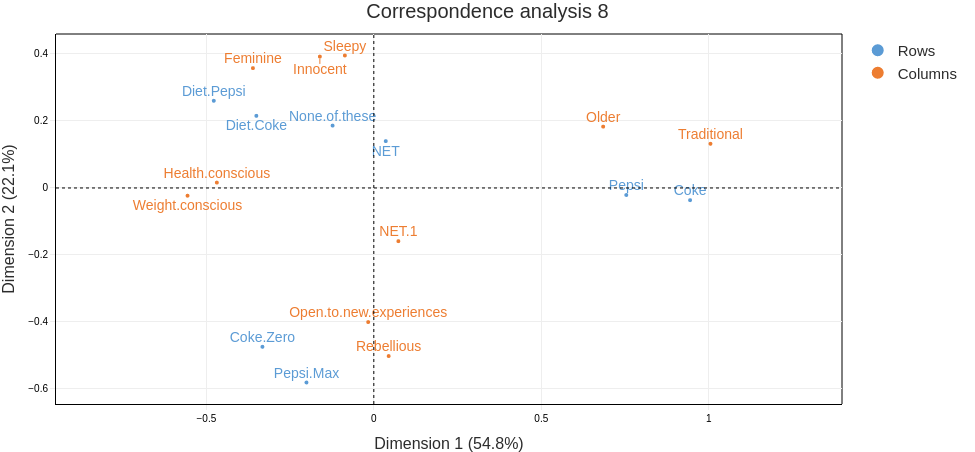 Correspondence analysis 8
Rows
Columns
Sleepy
Feminine
Innocent
Diet.Pepsi
None.of.these
Diet.Coke
NET
Older
Traditional
Health.conscious
Weight.conscious
Pepsi
Coke
NET.1
Open.to.new.experiences
Coke.Zero
Rebellious
Pepsi.Max
0.4
0.2
0
−0.2
−0.4
−0.6
Dimension 2 (22.1%)
−0.5
0
0.5
1
Dimension 1 (54.8%)